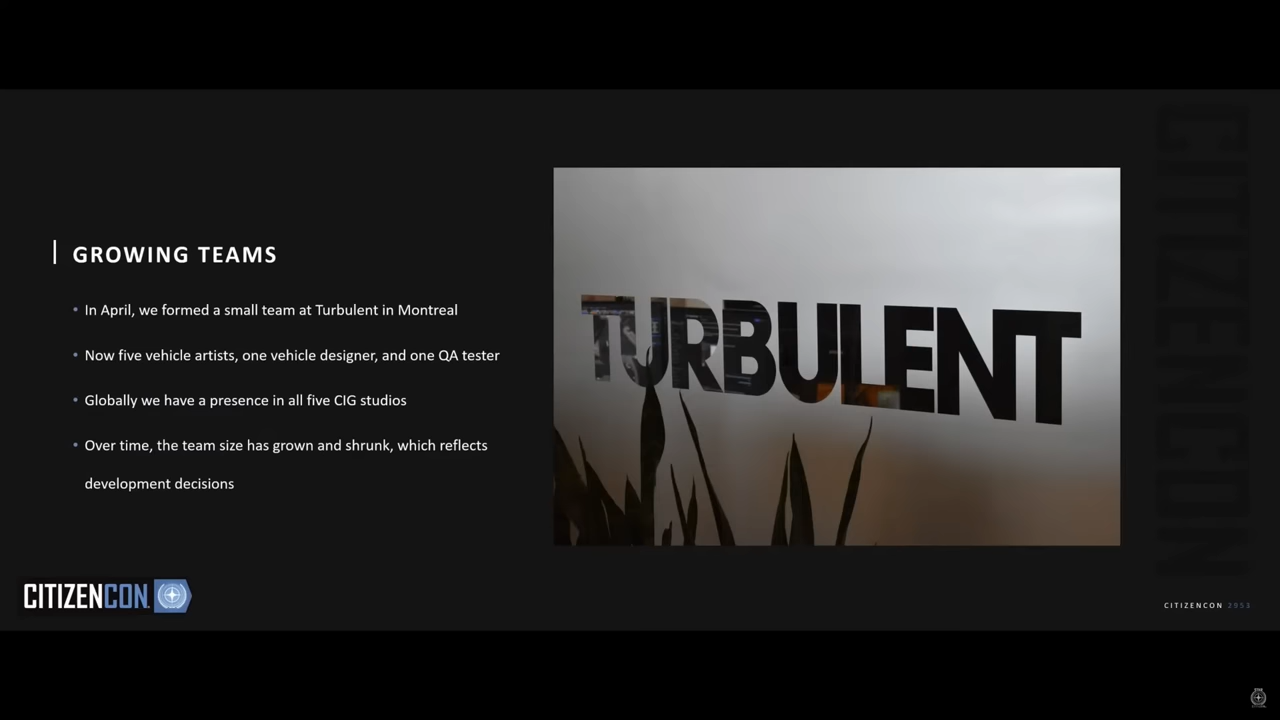 GROWING TEAMS
• In April, we formed a small team at Turbulent in Montreal
• Now five vehicle artists, one vehicle designer, and one QA tester
• Globally we have a presence in all five CIG studios
• Over time, the team size has grown and shrunk, which reflects
development decisions
TURBULENT
CITIZENCON
CITIZENCON
CITIZENCON 2953